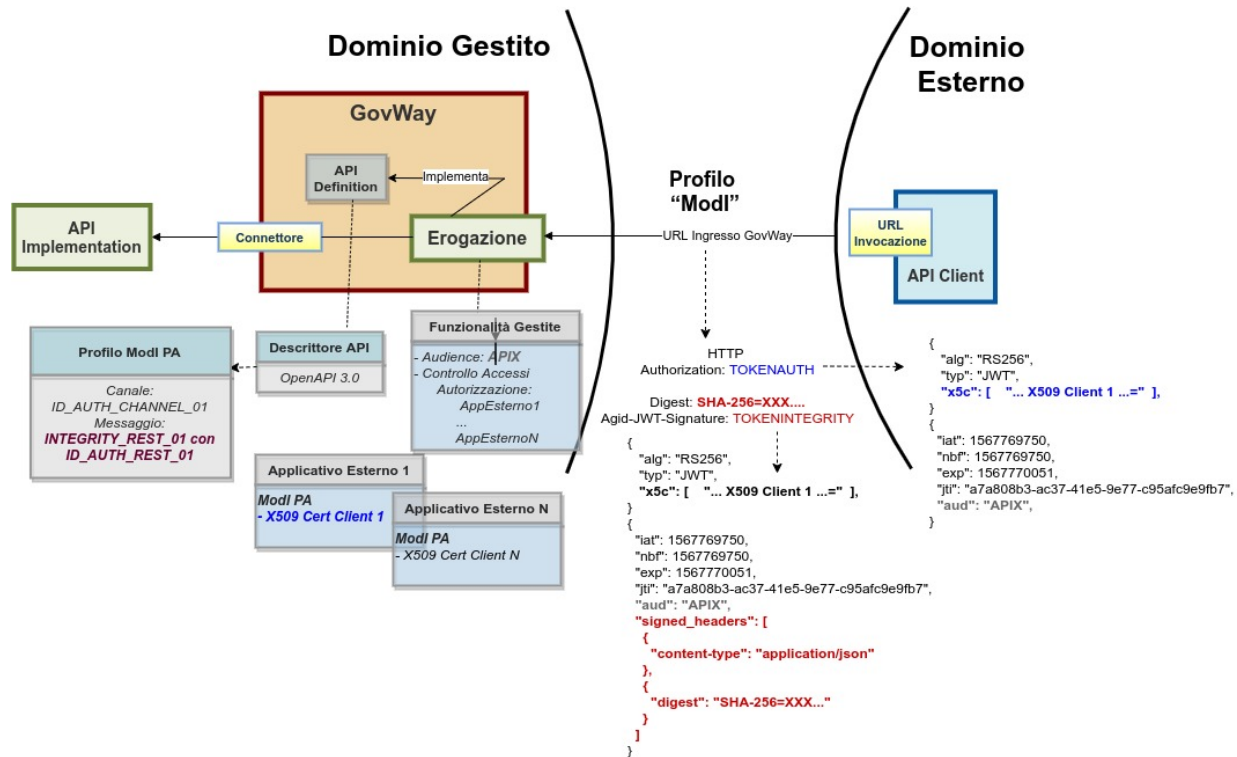 Dominio Gestito
Dominio
Esterno
GovWay
API
Definition
Implementa
API
Implementation
Connettore
Erogazione
Profilo
“ModI”
URL Ingresso GovWay
URL
Invocazione
API Client
Profilo ModI PA
Canale:
ID_AUTH_CHANNEL_01
Messaggio:
INTEGRITY_REST_01 con
ID_AUTH_REST_01
Descrittore API
OpenAPI 3.0
Funzionalità Gestite
- Audience: APIX
- Controllo Accessi
Autorizzazione:
AppEsterno1
...
AppEsternoN
Applicativo Esterno 1
ModI PA
- X509 Cert Client 1
Applicativo Esterno N
ModI PA
- X509 Cert Client N
HTTP
Authorization: TOKENAUTH
Digest: SHA-256=XXX....
Agid-JWT-Signature: TOKENINTEGRITY
{
"alg": "RS256",
"typ": "JWT",
"x5c": [ "... X509 Client 1 ...=" ],
}
{
"iat": 1567769750,
"nbf": 1567769750,
"exp": 1567770051,
"jti": "a7a808b3-ac37-41e5-9e77-c95afc9e9fb7",
"aud": "APIX",
"signed_headers": [
{
"content-type": "application/json"
},
{
"digest": "SHA-256=XXX..."
}
]
}
{
"alg": "RS256",
"typ": "JWT",
"x5c": [ "... X509 Client 1 ...=" ],
}
{
"iat": 1567769750,
"nbf": 1567769750,
"exp": 1567770051,
"jti": "a7a808b3-ac37-41e5-9e77-c95afc9e9fb7",
"aud": "APIX",
}